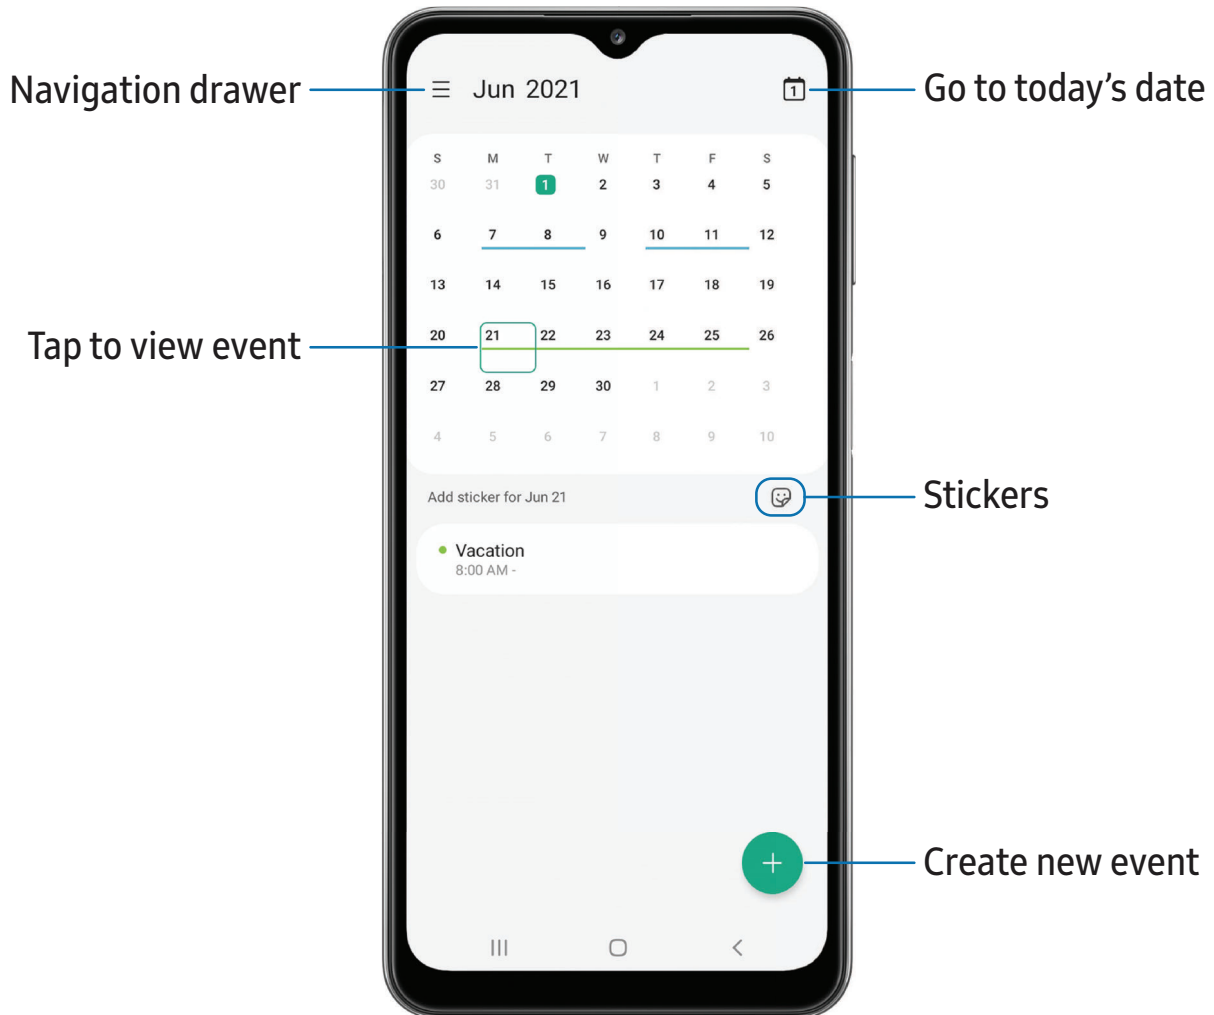 Navigation drawer
Jun 2021
1
Go to today’s date
S M T W T F S
30 31 1 2 3 4 5
6 7 8 9 10 11 12
13 14 15 16 17 18 19
Tap to view event
20 21 22 23 24 25 26
27 28 29 30 1 2 3
4 5 6 7 8 9 10
Add sticker for Jun 21
Stickers
Vacation
8:00 AM -
Create new event